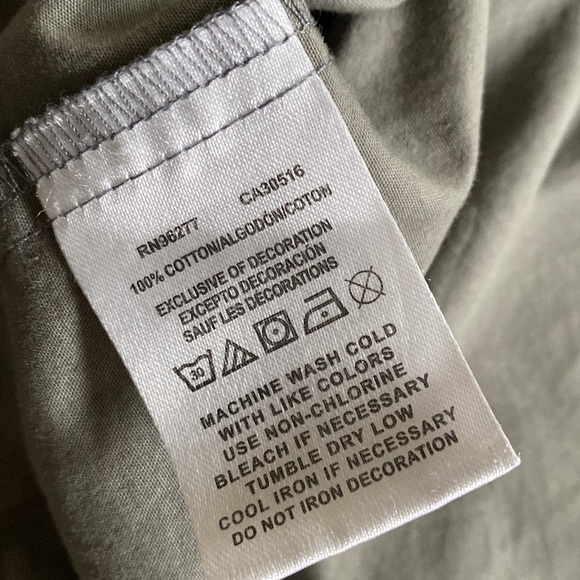 RN96277 CA30516
100% COTTON/ALGODÓN/COTON
EXCLUSIVE OF DECORATION
EXCEPTO DECORACIÓN
SAUF LES DÉCORATIONS
30
MACHINE WASH COLD
WITH LIKE COLORS
USE NON-CHLORINE
BLEACH IF NECESSARY
TUMBLE DRY LOW
COOL IRON IF NECESSARY
DO NOT IRON DECORATION